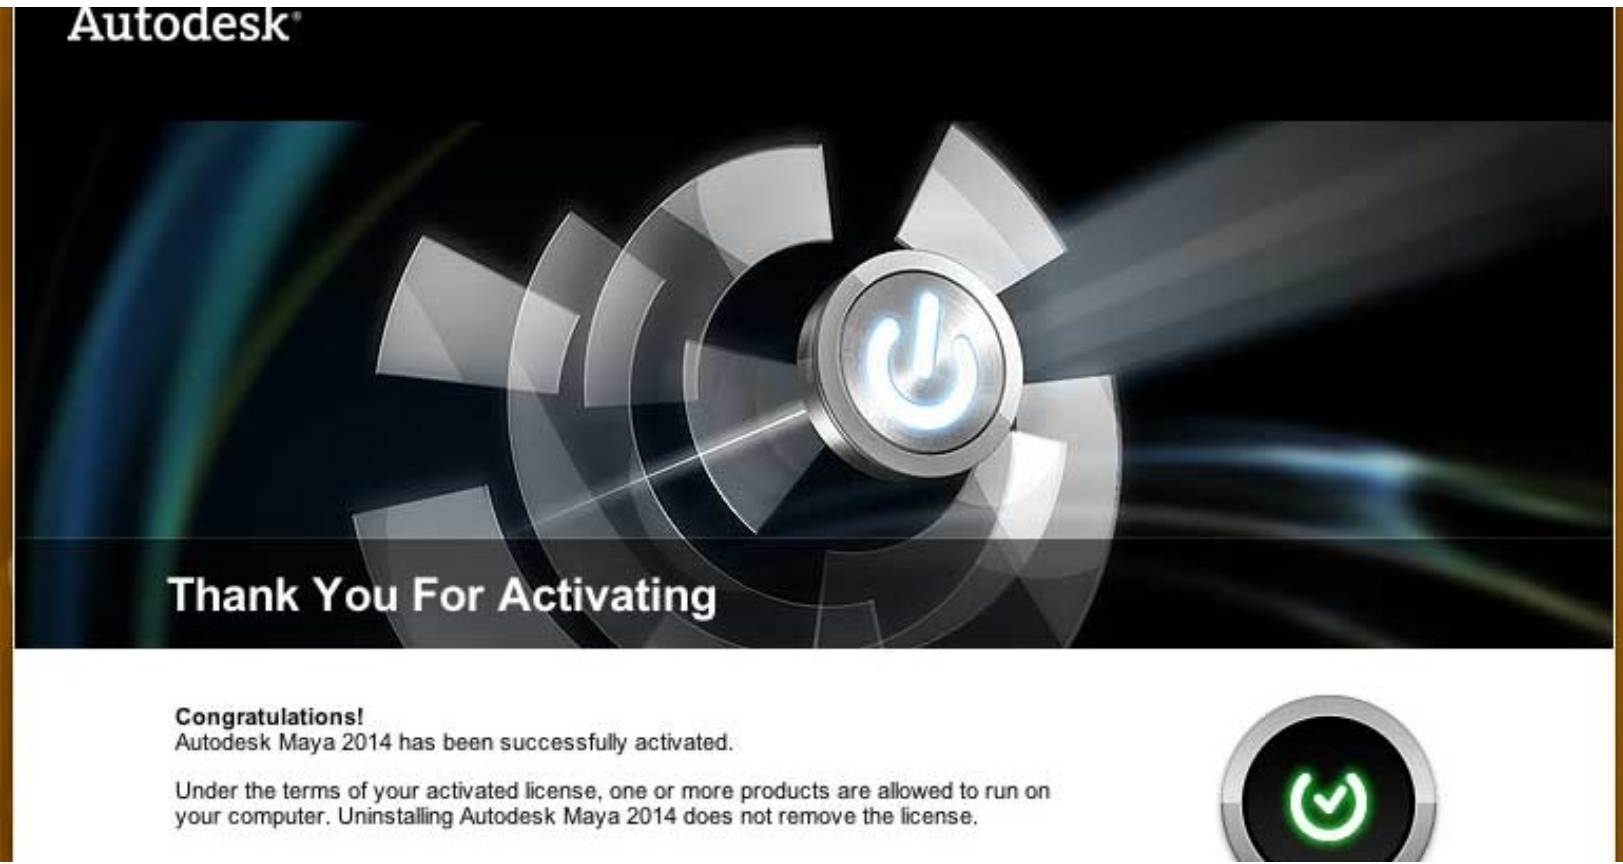 Autodesk®
Thank You For Activating
Congratulations!
Autodesk Maya 2014 has been successfully activated.
Under the terms of your activated license, one or more products are allowed to run on
your computer. Uninstalling Autodesk Maya 2014 does not remove the license.